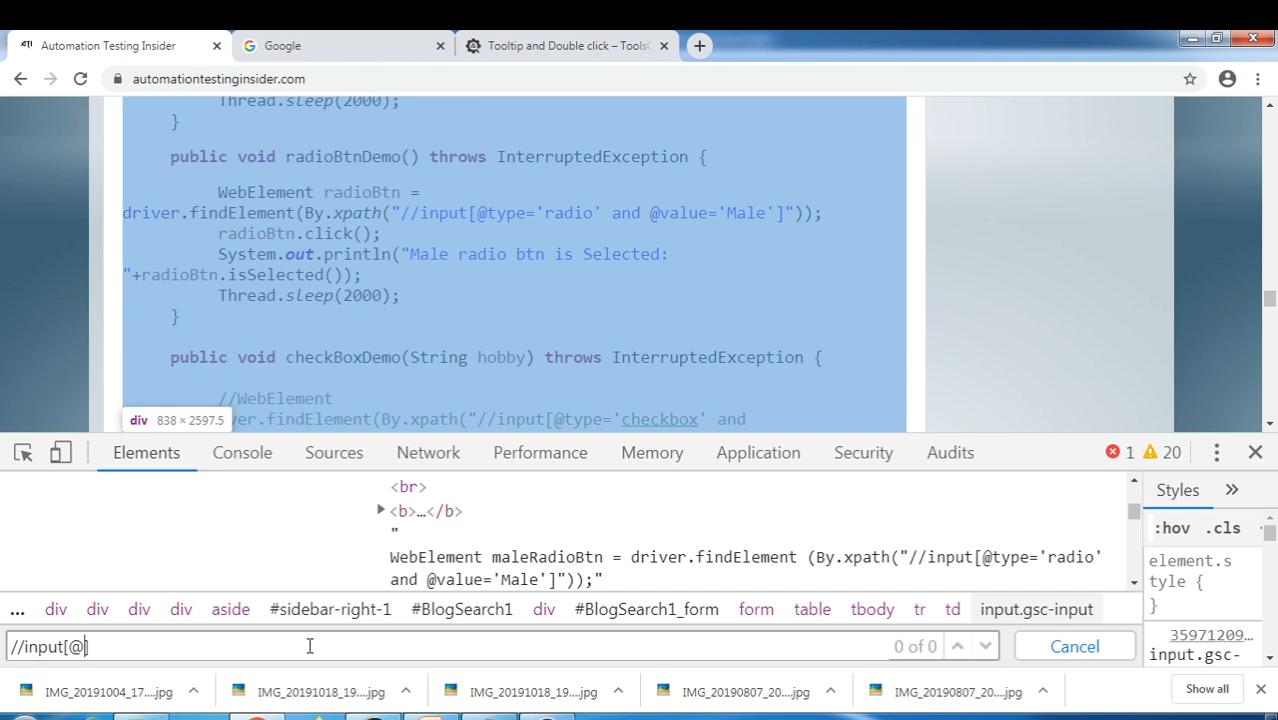 ATI Automation Testing Insider
Google
Tooltip and Double click – ToolsQ
automationtestinginsider.com
Thread.sleep(2000);
}
public void radioBtnDemo() throws InterruptedException {
WebElement radioBtn =
driver.findElement(By.xpath("//input[@type='radio' and @value='Male']"));
radioBtn.click();
System.out.println("Male radio btn is Selected:
"+radioBtn.isSelected());
Thread.sleep(2000);
}
public void checkBoxDemo(String hobby) throws InterruptedException {
//WebElement
ver.findElement(By.xpath("//input[@type='checkbox' and
div 838 × 2597.5
Elements Console Sources Network Performance Memory Application Security Audits 1 20
<br>
<b>…</b>
"
WebElement maleRadioBtn = driver.findElement (By.xpath("//input[@type='radio'
and @value='Male']"));"
Styles
:hov .cls
element.s
tyle {
}
35971209…
input.gsc-
... div div div div aside #sidebar-right-1 #BlogSearch1 div #BlogSearch1_form form table tbody tr td input.gsc-input
//input[@]
0 of 0
Cancel
IMG_20191004_17....jpg
IMG_20191018_19....jpg
IMG_20191018_19....jpg
IMG_20190807_20....jpg
IMG_20190807_20....jpg
Show all